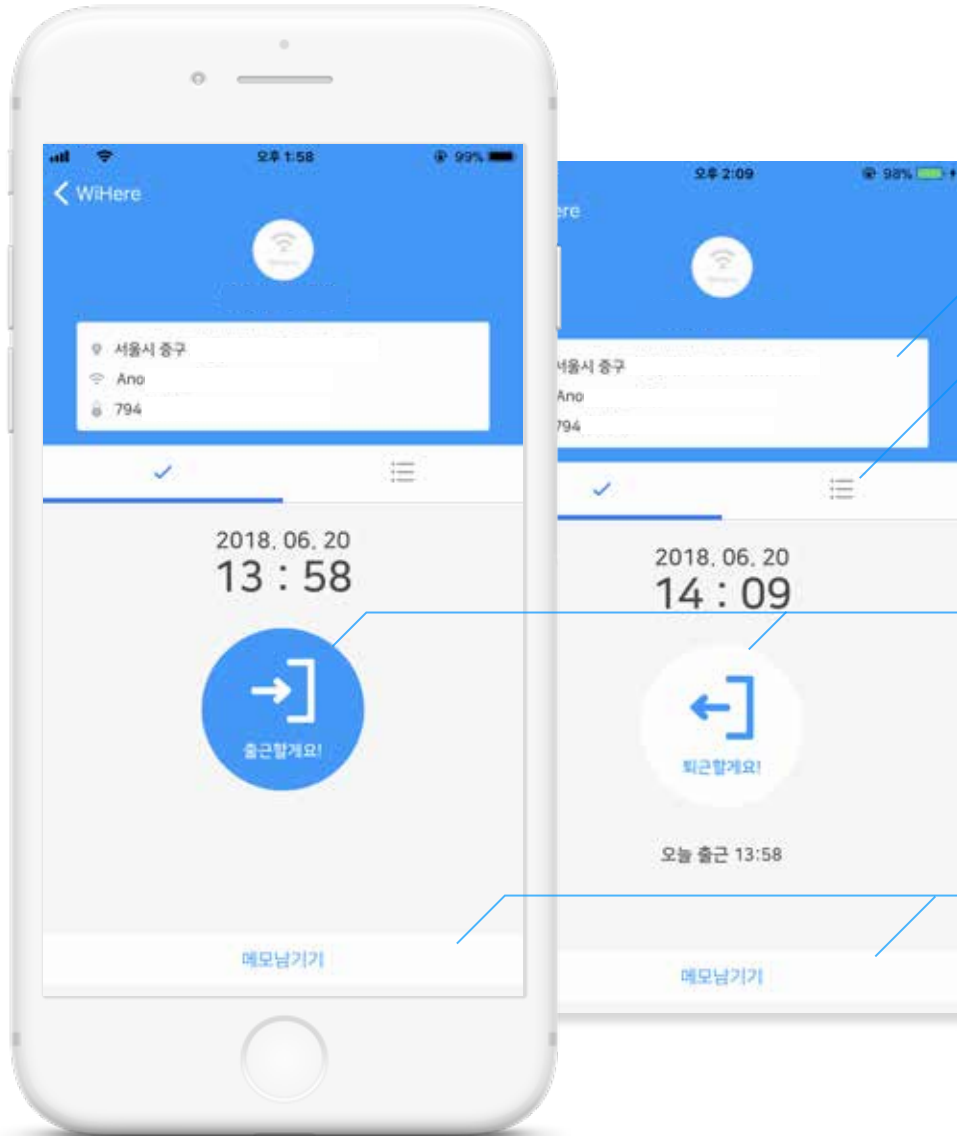 오후 1:58
99%
WiHere
서울시 중구
Ano
794
2018. 06. 20
13 : 58
출근할게요!
메모남기기
오후 2:09
98%
ere
서울시 중구
Ano
794
2018. 06. 20
14 : 09
퇴근할게요!
오늘 출근 13:58
메모남기기